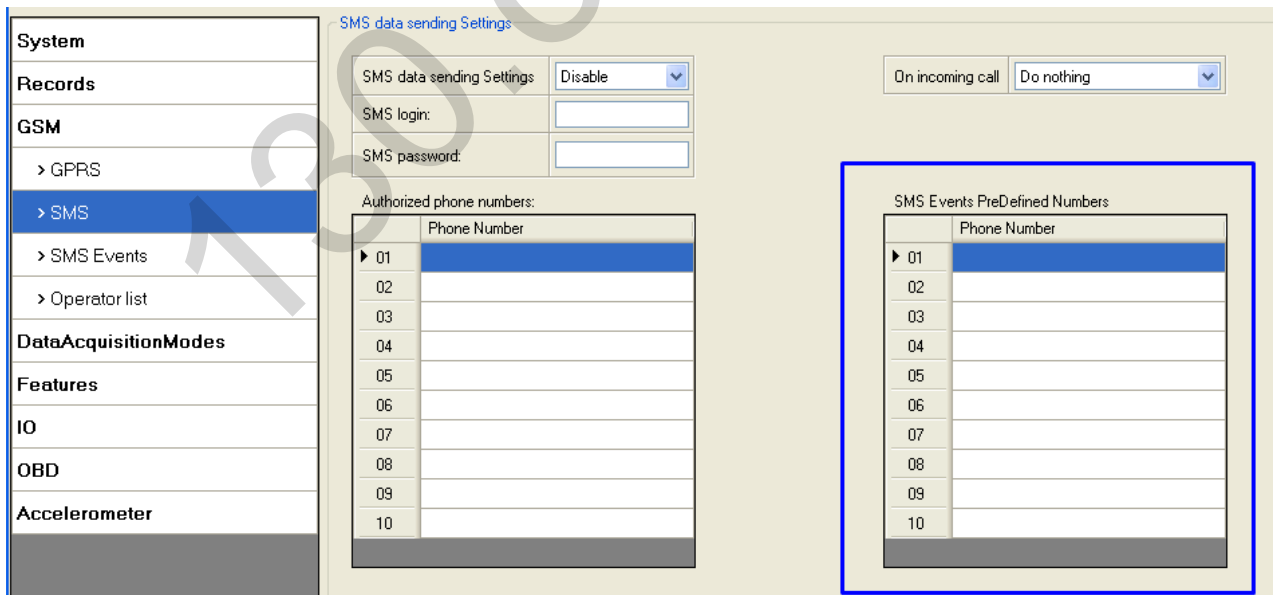 System
Records
GSM
> GPRS
> SMS
> SMS Events
> Operator list
DataAcquisitionModes
Features
IO
OBD
Accelerometer
SMS data sending Settings
SMS data sending Settings Disable
SMS login:
SMS password:
On incoming call Do nothing
Authorized phone numbers:
Phone Number
01
02
03
04
05
06
07
08
09
10
SMS Events PreDefined Numbers
Phone Number
01
02
03
04
05
06
07
08
09
10
130.